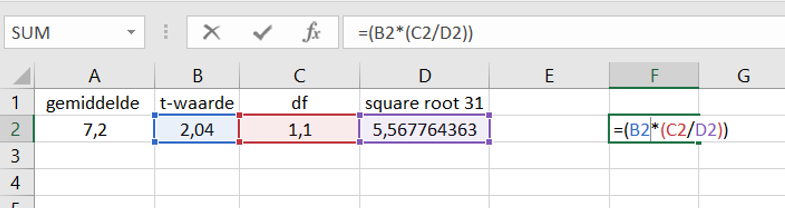 SUM fx =(B2*(C2/D2))
A B C D E F G
1 gemiddelde t-waarde df square root 31
2 7,2 2,04 1,1 5,567764363 =(B2*(C2/D2))
3
4